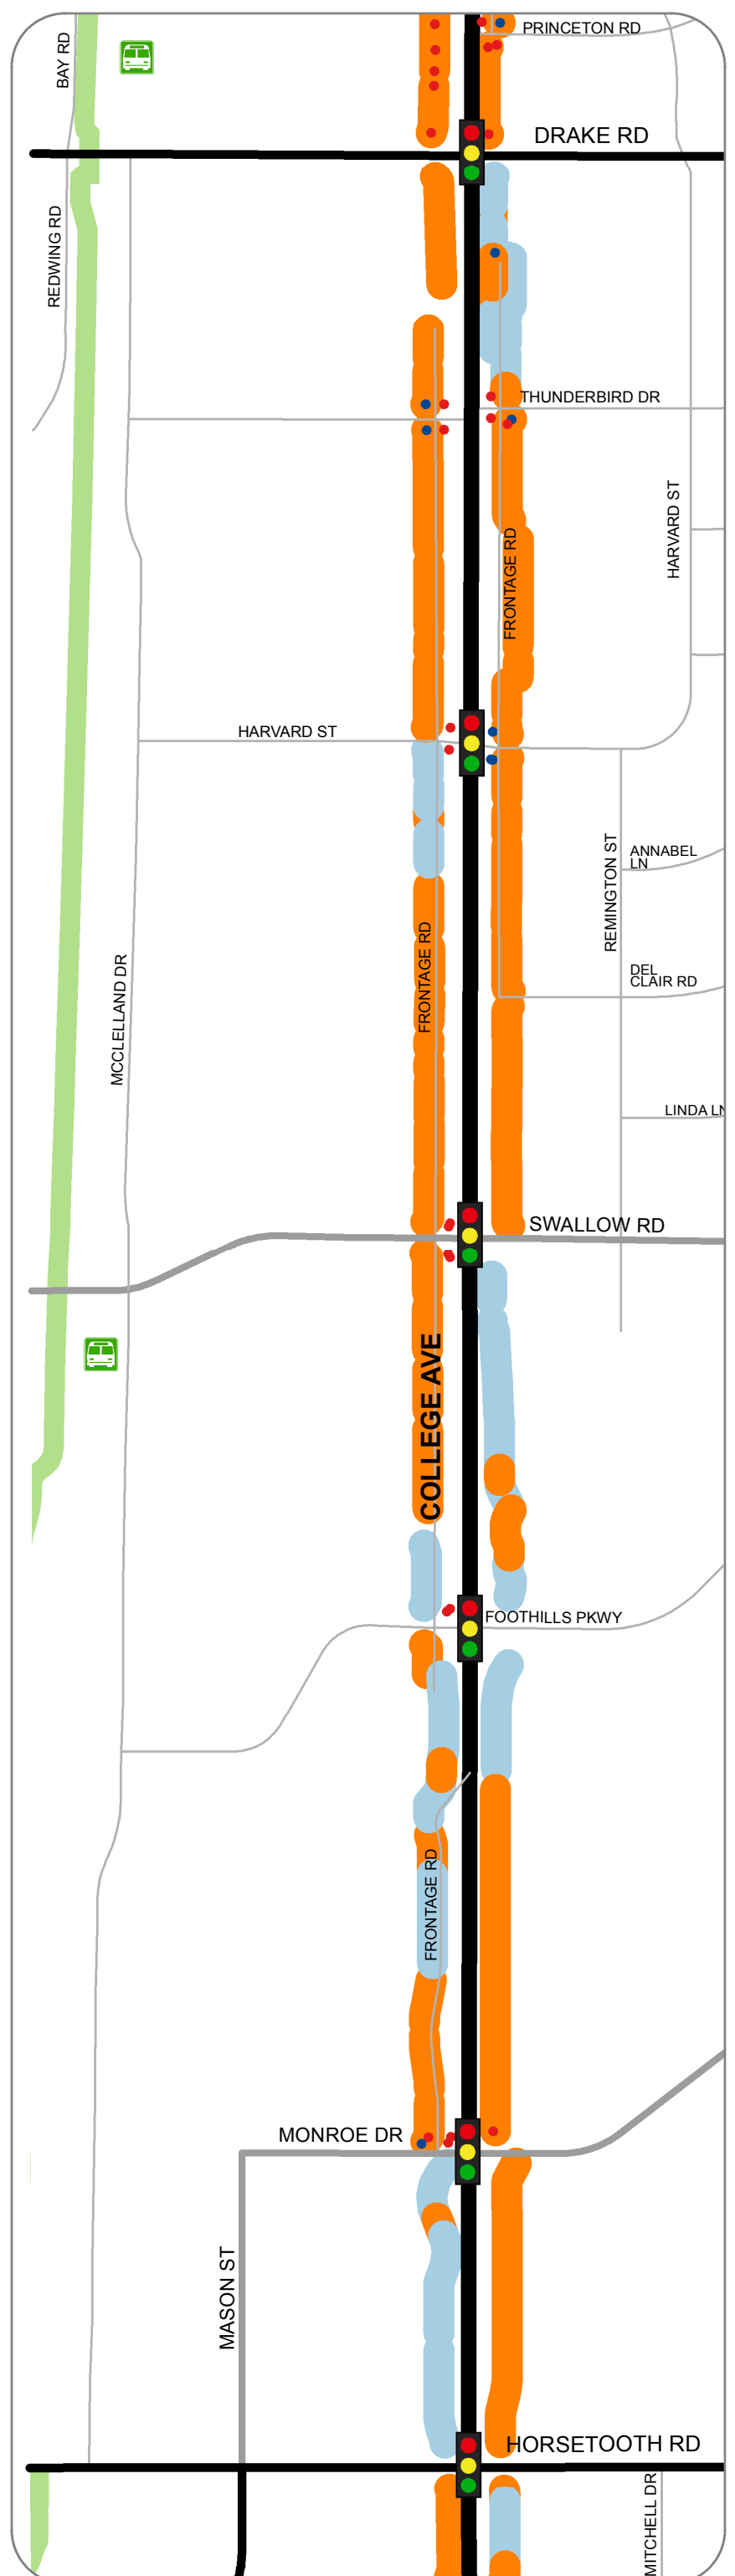 PRINCETON RD
BAY RD
DRAKE RD
REDWING RD
THUNDERBIRD DR
HARVARD ST
FRONTAGE RD
HARVARD ST
ANNABEL
LN
REMINGTON ST
FRONTAGE RD
DEL
CLAIR RD
MCCLELLAND DR
LINDA LN
SWALLOW RD
COLLEGE AVE
FOOTHILLS PKWY
FRONTAGE RD
MONROE DR
MASON ST
HORSETOOTH RD
MITCHELL DR